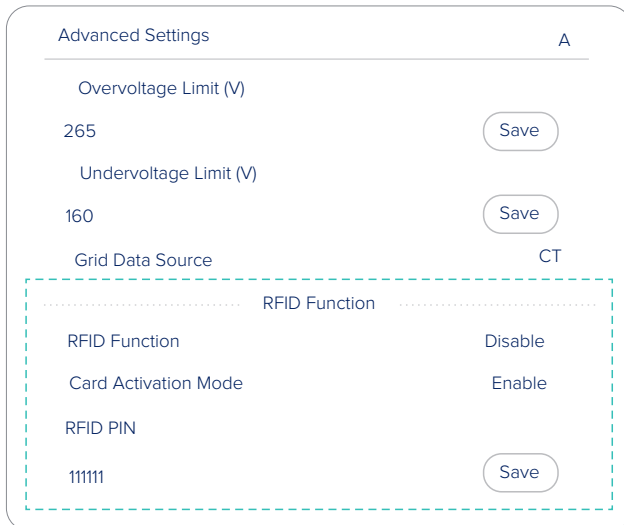 Advanced Settings A
Overvoltage Limit (V)
265 Save
Undervoltage Limit (V)
160 Save
Grid Data Source CT
RFID Function
RFID Function Disable
Card Activation Mode Enable
RFID PIN
111111 Save